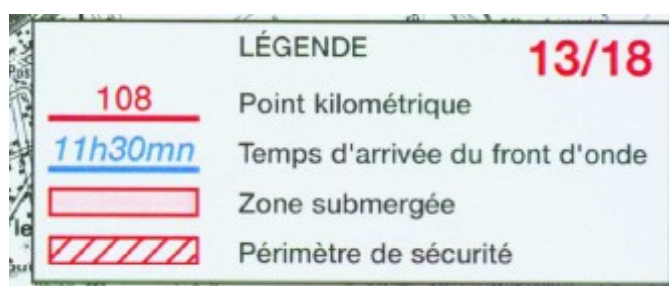 LÉGENDE 13/18
108 Point kilométrique
11h30mn Temps d'arrivée du front d'onde
Zone submergée
Périmètre de sécurité